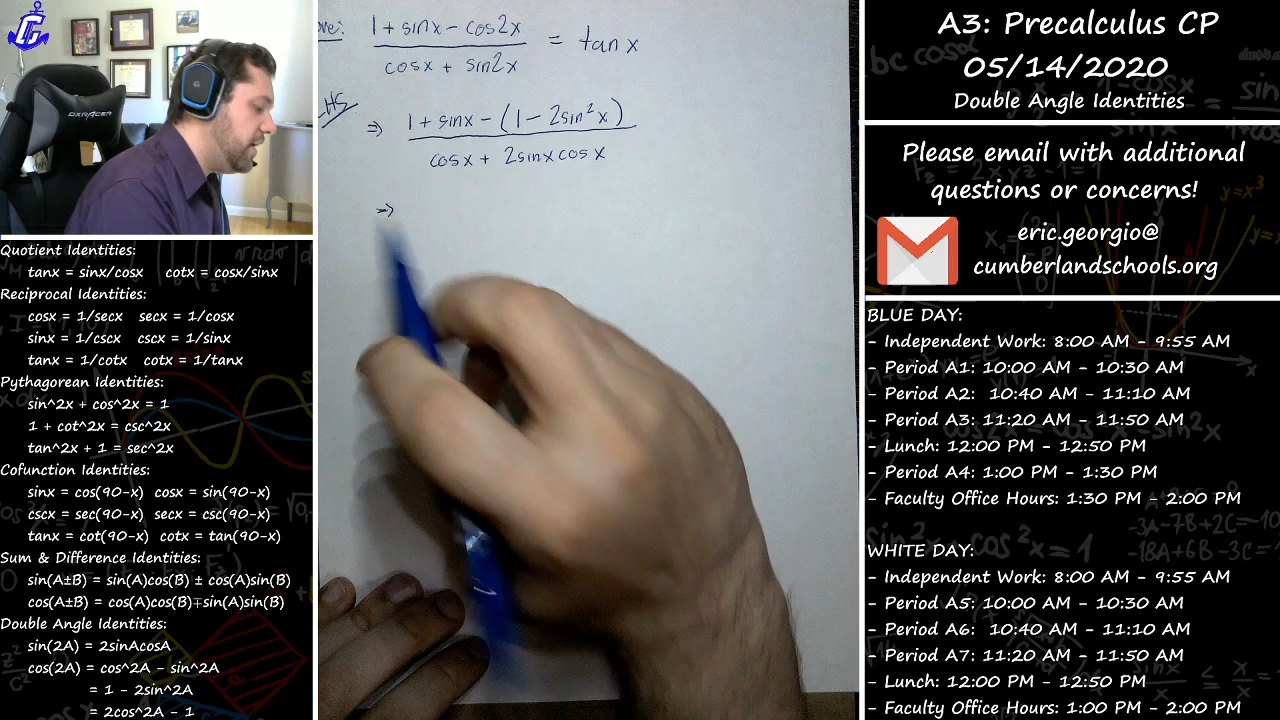 ove: 1 + sinx - cos2x / cosx + sin2x = tan x
LHS
⇒ 1 + sinx - (1 - 2sin²x) / cosx + 2sinxcosx
⇒
DXRACER
Quotient Identities:
tanx = sinx/cosx cotx = cosx/sinx
Reciprocal Identities:
cosx = 1/secx secx = 1/cosx
sinx = 1/cscx cscx = 1/sinx
tanx = 1/cotx cotx = 1/tanx
Pythagorean Identities:
sin^2x + cos^2x = 1
1 + cot^2x = csc^2x
tan^2x + 1 = sec^2x
Cofunction Identities:
sinx = cos(90-x) cosx = sin(90-x)
cscx = sec(90-x) secx = csc(90-x)
tanx = cot(90-x) cotx = tan(90-x)
Sum & Difference Identities:
sin(A±B) = sin(A)cos(B) ± cos(A)sin(B)
cos(A±B) = cos(A)cos(B)∓sin(A)sin(B)
Double Angle Identities:
sin(2A) = 2sinAcosA
cos(2A) = cos^2A - sin^2A
= 1 - 2sin^2A
= 2cos^2A - 1
A3: Precalculus CP
05/14/2020
Double Angle Identities
Please email with additional
questions or concerns!
eric.georgio@
cumberlandschools.org
BLUE DAY:
- Independent Work: 8:00 AM - 9:55 AM
- Period A1: 10:00 AM - 10:30 AM
- Period A2: 10:40 AM - 11:10 AM
- Period A3: 11:20 AM - 11:50 AM
- Lunch: 12:00 PM - 12:50 PM
- Period A4: 1:00 PM - 1:30 PM
- Faculty Office Hours: 1:30 PM - 2:00 PM
WHITE DAY:
- Independent Work: 8:00 AM - 9:55 AM
- Period A5: 10:00 AM - 10:30 AM
- Period A6: 10:40 AM - 11:10 AM
- Period A7: 11:20 AM - 11:50 AM
- Lunch: 12:00 PM - 12:50 PM
- Faculty Office Hours: 1:00 PM - 2:00 PM